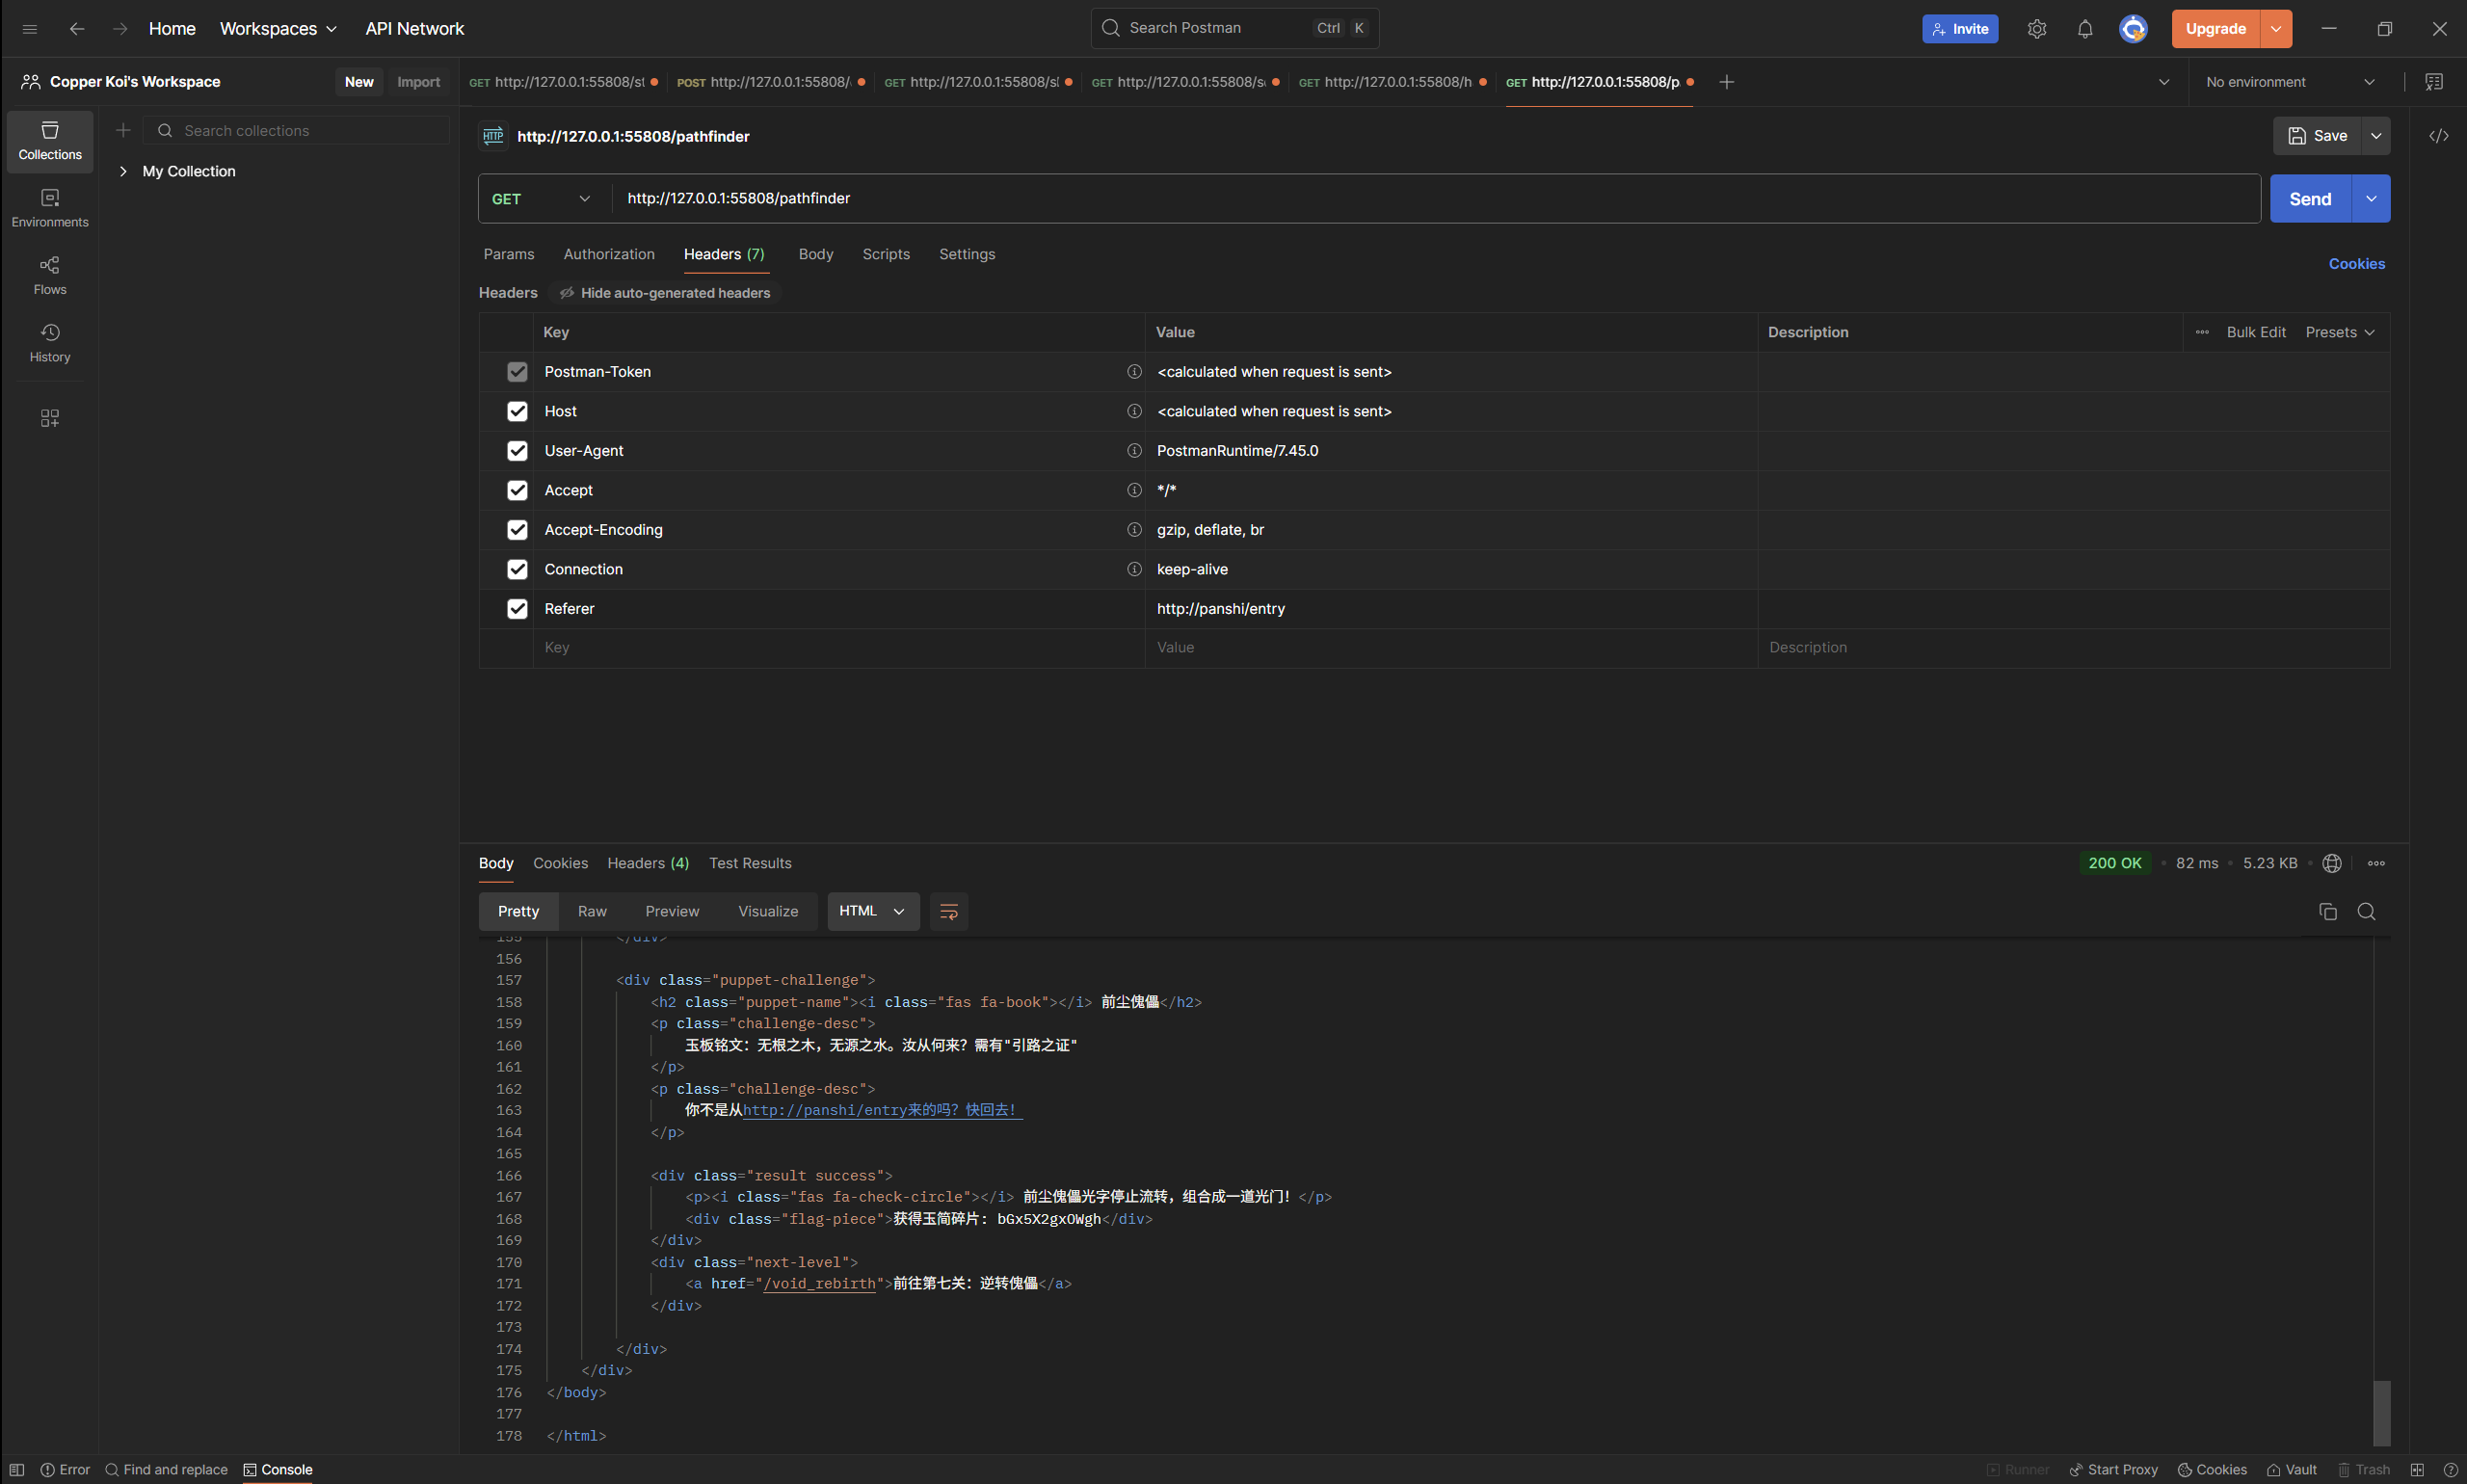 Home Workspaces API Network Search Postman Ctrl K Invite Upgrade
Copper Koi's Workspace New Import GET http://127.0.0.1:55808/st POST http://127.0.0.1:55808/ GET http://127.0.0.1:55808/sl GET http://127.0.0.1:55808/s GET http://127.0.0.1:55808/h GET http://127.0.0.1:55808/p No environment
Collections
Search collections
My Collection
Environments
Flows
History
HTTP http://127.0.0.1:55808/pathfinder Save
GET http://127.0.0.1:55808/pathfinder Send
Params Authorization Headers (7) Body Scripts Settings Cookies
Headers Hide auto-generated headers
Key Value Description Bulk Edit Presets
Postman-Token <calculated when request is sent>
Host <calculated when request is sent>
User-Agent PostmanRuntime/7.45.0
Accept */*
Accept-Encoding gzip, deflate, br
Connection keep-alive
Referer http://panshi/entry
Key Value Description
Body Cookies Headers (4) Test Results 200 OK 82 ms 5.23 KB
Pretty Raw Preview Visualize HTML
155 </div>
156
157 <div class="puppet-challenge">
158 <h2 class="puppet-name"><i class="fas fa-book"></i> 前尘傀儡</h2>
159 <p class="challenge-desc">
160 玉板铭文：无根之木，无源之水。汝从何来？需有"引路之证"
161 </p>
162 <p class="challenge-desc">
163 你不是从http://panshi/entry来的吗？快回去！
164 </p>
165
166 <div class="result success">
167 <p><i class="fas fa-check-circle"></i> 前尘傀儡光字停止流转，组合成一道光门！</p>
168 <div class="flag-piece">获得玉简碎片: bGx5X2gxOWgh</div>
169 </div>
170 <div class="next-level">
171 <a href="/void_rebirth">前往第七关：逆转傀儡</a>
172 </div>
173
174 </div>
175 </div>
176 </body>
177
178 </html>
Error Find and replace Console Runner Start Proxy Cookies Vault Trash